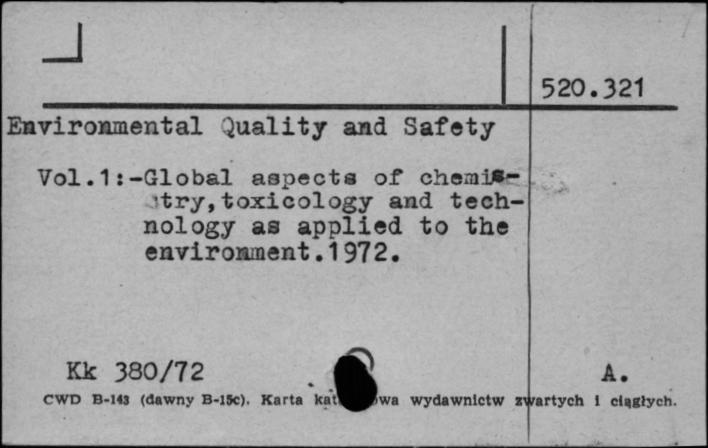 520.321
Environmental Quality and Safety
Vol.1:-Global aspects of chemis-
try,toxicology and tech-
nology as applied to the
environment.1972.
Kk 380/72 A.
CWD B-143 (dawny B-15c). Karta wydawnictw zwartych i ciągłych.